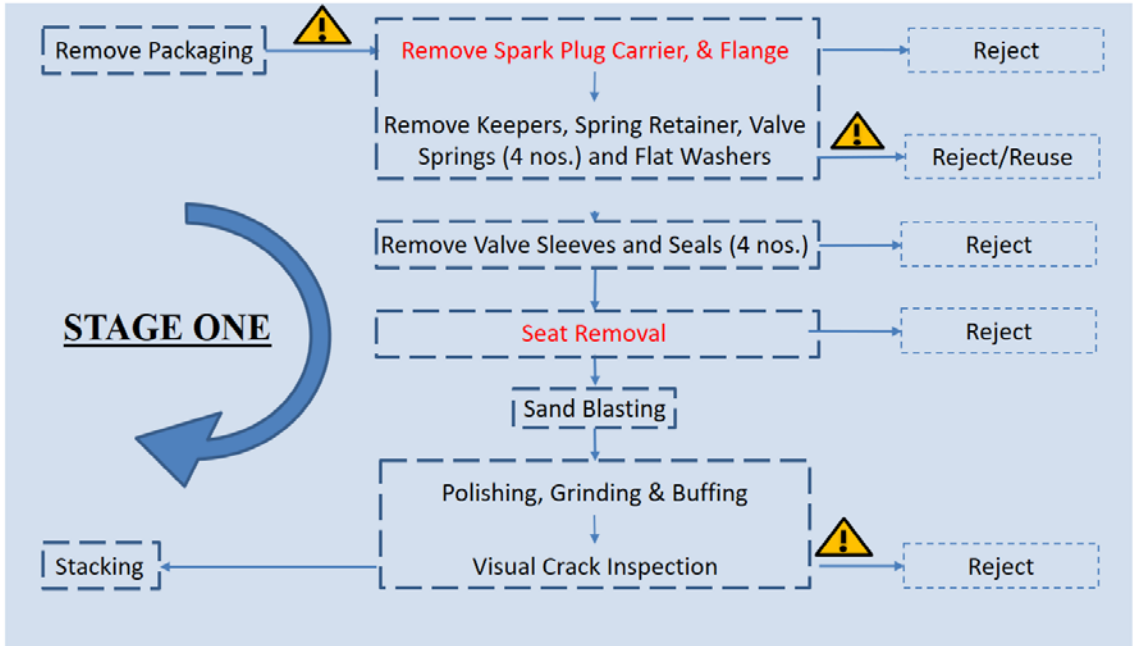 Remove Packaging
Remove Spark Plug Carrier, & Flange
Reject
Remove Keepers, Spring Retainer, Valve
Springs (4 nos.) and Flat Washers
Reject/Reuse
Remove Valve Sleeves and Seals (4 nos.)
Reject
STAGE ONE
Seat Removal
Reject
Sand Blasting
Polishing, Grinding & Buffing
Stacking
Visual Crack Inspection
Reject